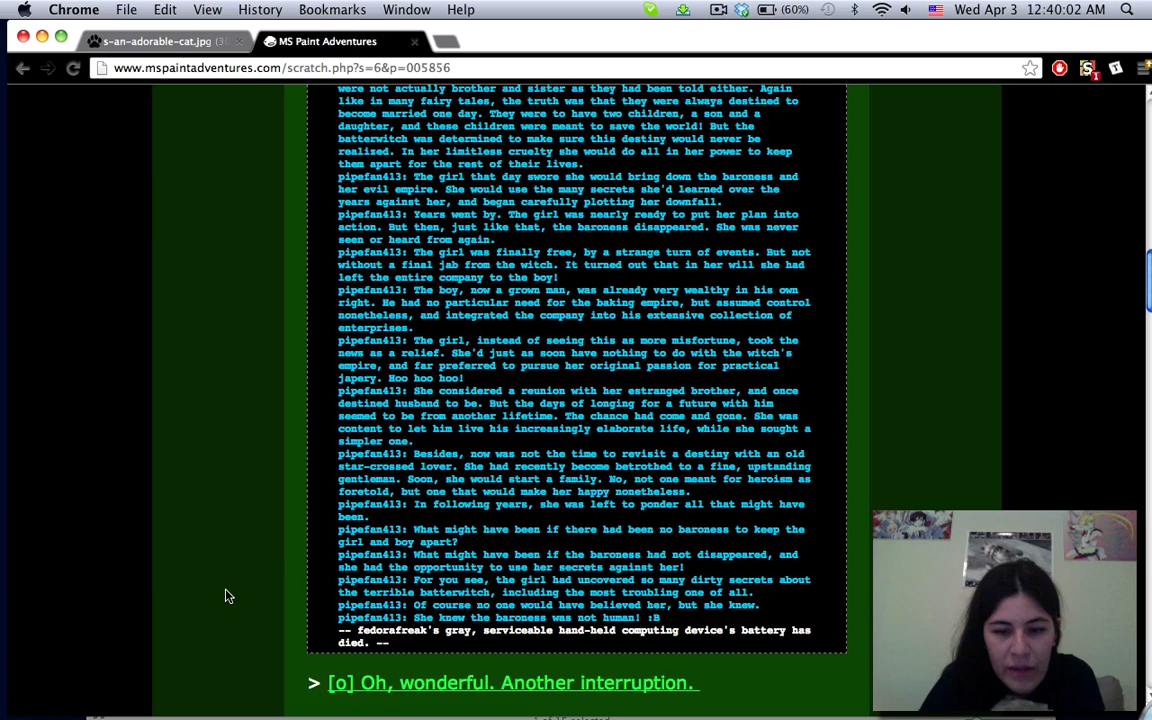 Chrome File Edit View History Bookmarks Window Help (60%) Wed Apr 3 12:40:02 AM
s-an-adorable-cat.jpg MS Paint Adventures
www.mspaintadventures.com/scratch.php?s=6&p=005856
were not actually brother and sister as they had been told either. Again
like in many fairy tales, the truth was that they were always destined to
become married one day. They were to have two children, a son and a
daughter, and these children were meant to save the world! But the
batterwitch was determined to make sure this destiny would never be
realized. In her limitless cruelty she would do all in her power to keep
them apart for the rest of their lives.
pipefan413: The girl that day swore she would bring down the baroness and
her evil empire. She would use the many secrets she'd learned over the
years against her, and began carefully plotting her downfall.
pipefan413: Years went by. The girl was nearly ready to put her plan into
action. But then, just like that, the baroness disappeared. She was never
seen or heard from again.
pipefan413: The girl was finally free, by a strange turn of events. But not
without a final jab from the witch. It turned out that in her will she had
left the entire company to the boy!
pipefan413: The boy, now a grown man, was already very wealthy in his own
right. He had no particular need for the baking empire, but assumed control
nonetheless, and integrated the company into his extensive collection of
enterprises.
pipefan413: The girl, instead of seeing this as more misfortune, took the
news as a relief. She'd just as soon have nothing to do with the witch's
empire, and far preferred to pursue her original passion for practical
japery. Hoo hoo hoo!
pipefan413: She considered a reunion with her estranged brother, and once
destined husband to be. But the days of longing for a future with him
seemed to be from another lifetime. The chance had come and gone. She was
content to let him live his increasingly elaborate life, while she sought a
simpler one.
pipefan413: Besides, now was not the time to revisit a destiny with an old
star-crossed lover. She had recently become betrothed to a fine, upstanding
gentleman. Soon, she would start a family. No, not one meant for heroism as
foretold, but one that would make her happy nonetheless.
pipefan413: In following years, she was left to ponder all that might have
been.
pipefan413: What might have been if there had been no baroness to keep the
girl and boy apart?
pipefan413: What might have been if the baroness had not disappeared, and
she had the opportunity to use her secrets against her!
pipefan413: For you see, the girl had uncovered so many dirty secrets about
the terrible batterwitch, including the most troubling one of all.
pipefan413: Of course no one would have believed her, but she knew.
pipefan413: She knew the baroness was not human! :B
-- fedorafreak's gray, serviceable hand-held computing device's battery has
died. --
> [o] Oh, wonderful. Another interruption.